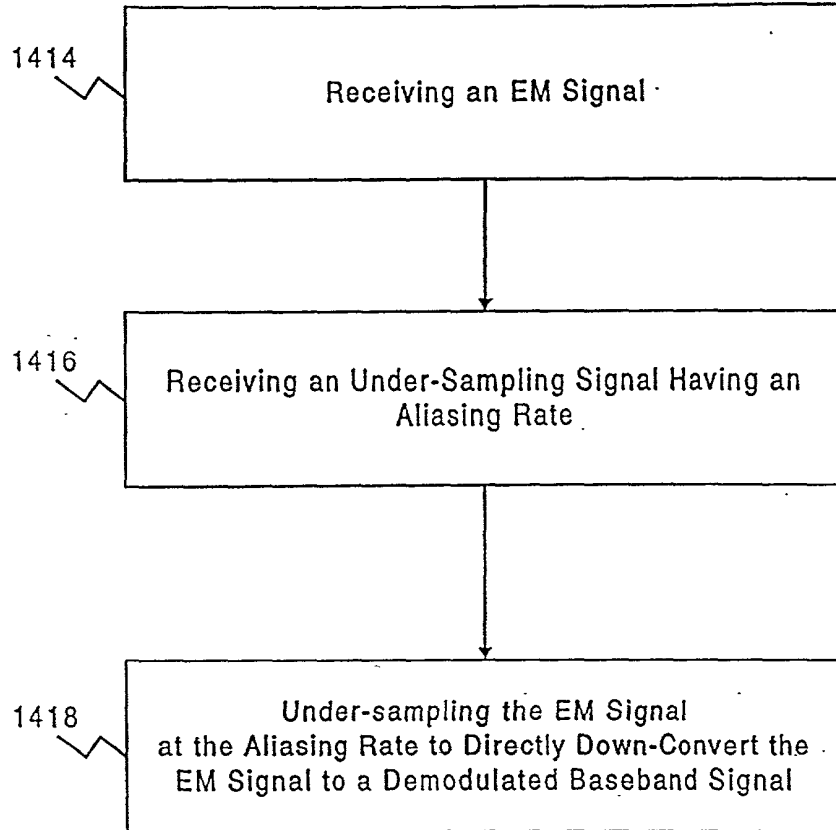 1414
Receiving an EM Signal
1416
Receiving an Under-Sampling Signal Having an
Aliasing Rate
1418
Under-sampling the EM Signal
at the Aliasing Rate to Directly Down-Convert the
EM Signal to a Demodulated Baseband Signal